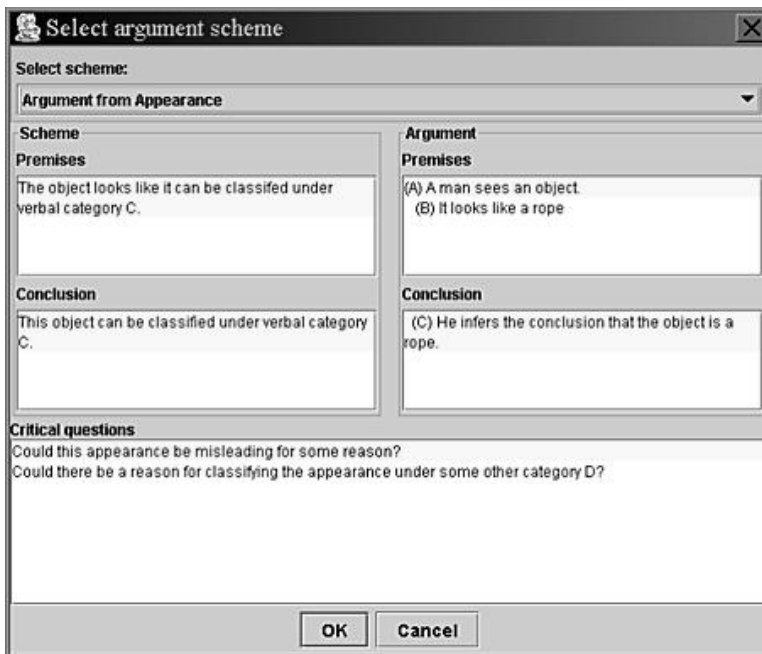 Select argument scheme
Select scheme:
Argument from Appearance
Scheme
Premises
The object looks like it can be classifed under
verbal category C.
Conclusion
This object can be classified under verbal category
C.
Argument
Premises
(A) A man sees an object.
(B) It looks like a rope
Conclusion
(C) He infers the conclusion that the object is a
rope.
Critical questions
Could this appearance be misleading for some reason?
Could there be a reason for classifying the appearance under some other category D?
OK
Cancel